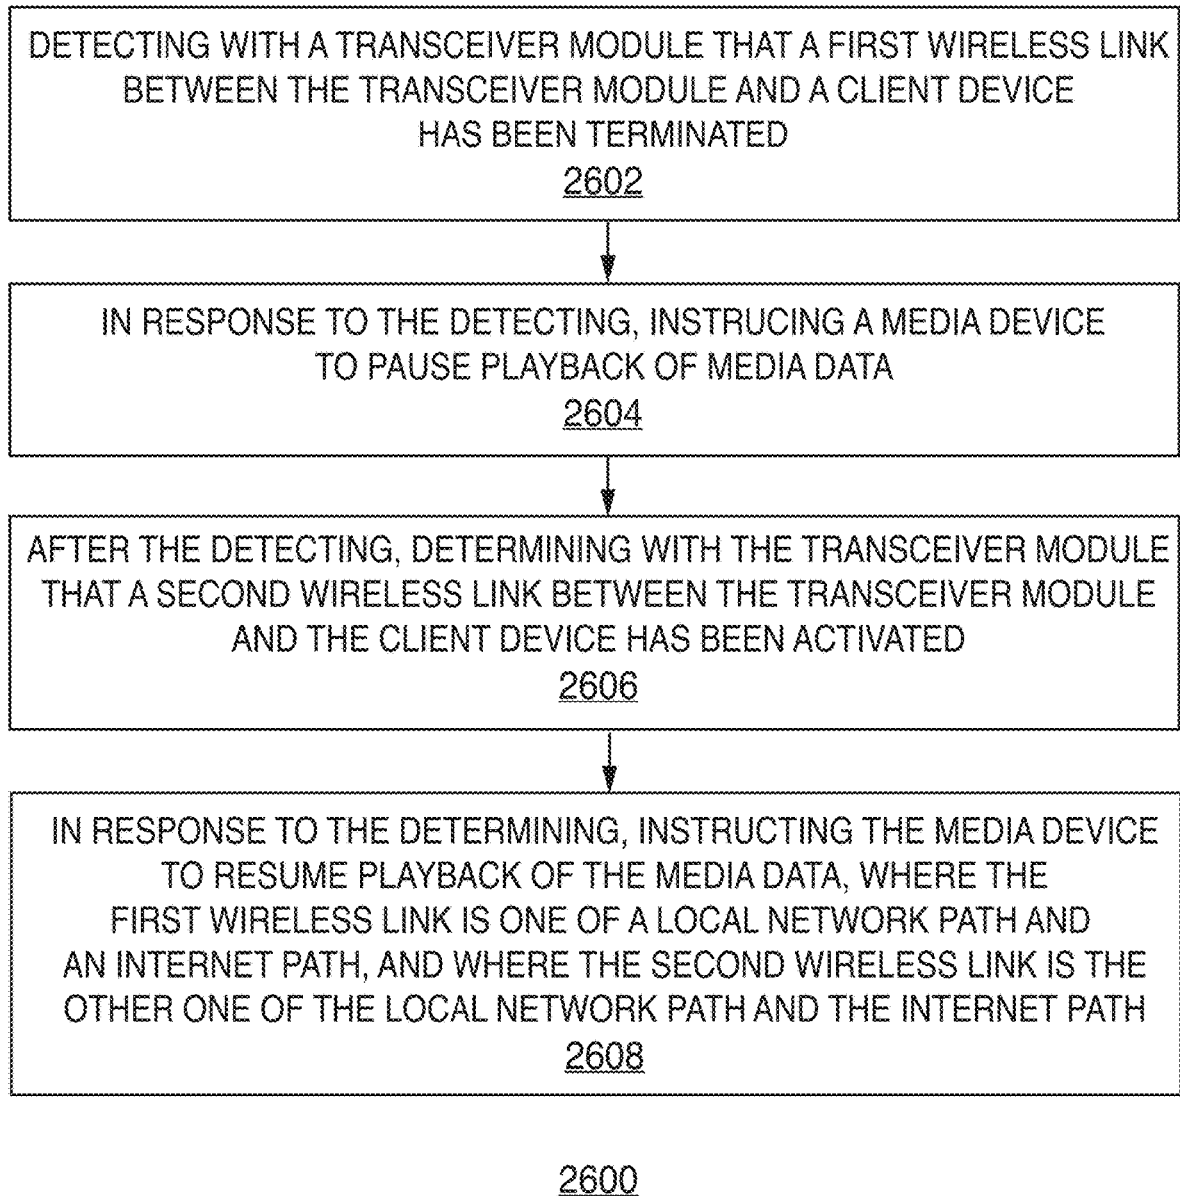 DETECTING WITH A TRANSCEIVER MODULE THAT A FIRST WIRELESS LINK
BETWEEN THE TRANSCEIVER MODULE AND A CLIENT DEVICE
HAS BEEN TERMINATED
2602
IN RESPONSE TO THE DETECTING, INSTRUCING A MEDIA DEVICE
TO PAUSE PLAYBACK OF MEDIA DATA
2604
AFTER THE DETECTING, DETERMINING WITH THE TRANSCEIVER MODULE
THAT A SECOND WIRELESS LINK BETWEEN THE TRANSCEIVER MODULE
AND THE CLIENT DEVICE HAS BEEN ACTIVATED
2606
IN RESPONSE TO THE DETERMINING, INSTRUCTING THE MEDIA DEVICE
TO RESUME PLAYBACK OF THE MEDIA DATA, WHERE THE
FIRST WIRELESS LINK IS ONE OF A LOCAL NETWORK PATH AND
AN INTERNET PATH, AND WHERE THE SECOND WIRELESS LINK IS THE
OTHER ONE OF THE LOCAL NETWORK PATH AND THE INTERNET PATH
2608
2600